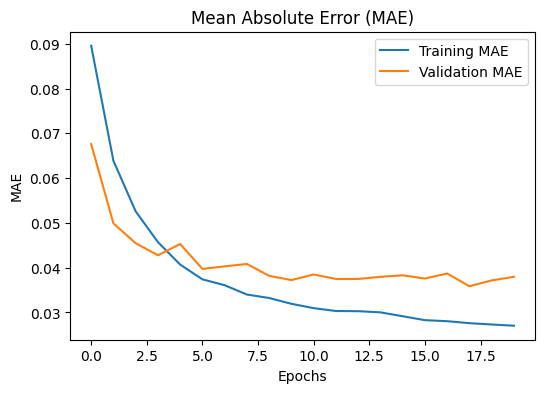 Mean Absolute Error (MAE)
Training MAE
Validation MAE
MAE
0.09
0.08
0.07
0.06
0.05
0.04
0.03
0.0 2.5 5.0 7.5 10.0 12.5 15.0 17.5
Epochs